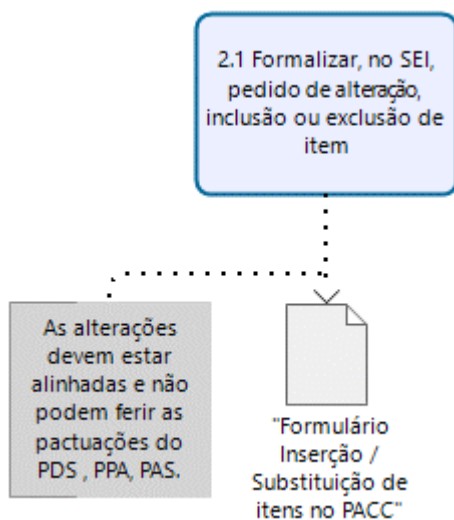 2.1 Formalizar, no SEI,
pedido de alteração,
inclusão ou exclusão de
item
As alterações
devem estar
alinhadas e não
podem ferir as
pactuações do
PDS , PPA, PAS.
"Formulário
Inserção /
Substituição de
itens no PACC"